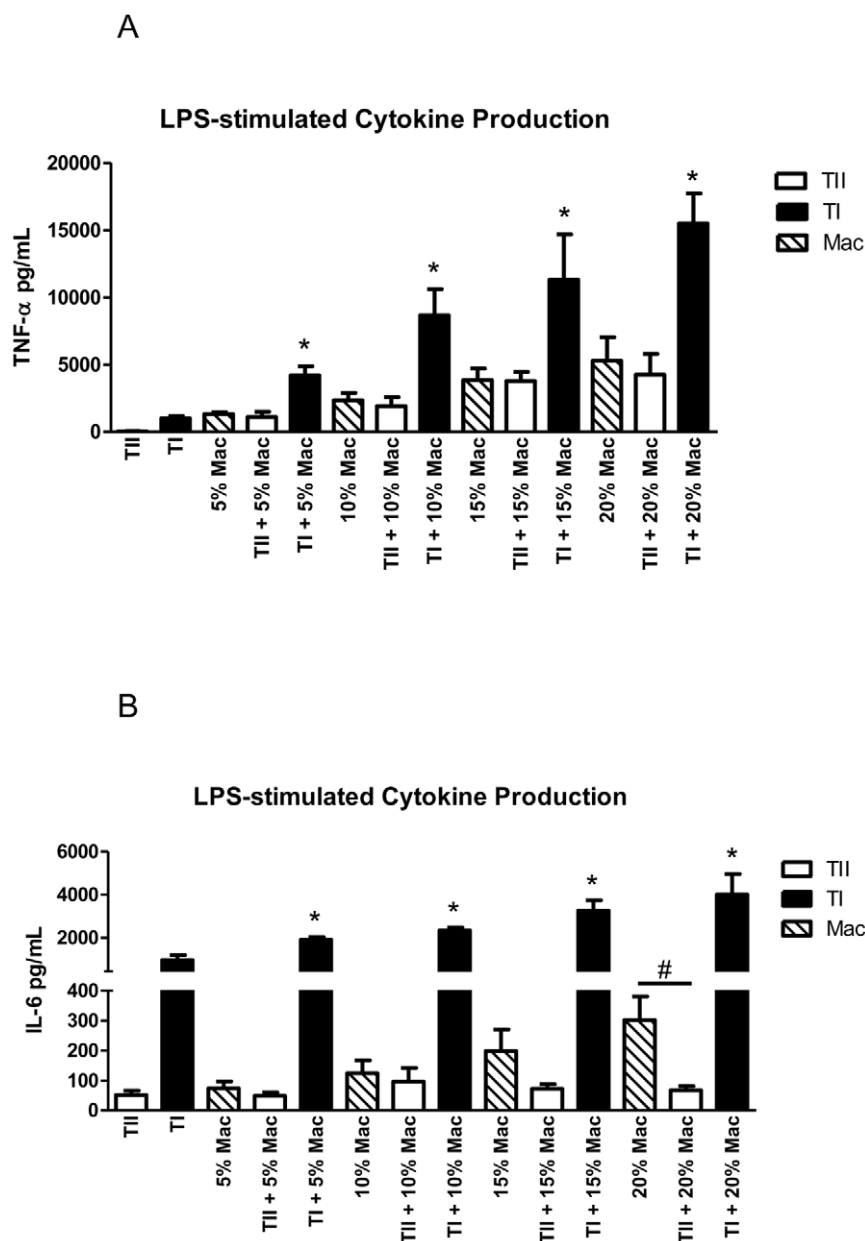 A
LPS-stimulated Cytokine Production
TNF-α pg/mL
20000
15000
10000
5000
0
*
*
*
*
TII
TI
Mac
TII
TI
5% Mac
TII + 5% Mac
TI + 5% Mac
10% Mac
TII + 10% Mac
TI + 10% Mac
15% Mac
TII + 15% Mac
TI + 15% Mac
20% Mac
TII + 20% Mac
TI + 20% Mac
B
LPS-stimulated Cytokine Production
IL-6 pg/mL
6000
4000
2000
400
300
200
100
0
*
*
*
#
*
TII
TI
Mac
TII
TI
5% Mac
TII + 5% Mac
TI + 5% Mac
10% Mac
TII + 10% Mac
TI + 10% Mac
15% Mac
TII + 15% Mac
TI + 15% Mac
20% Mac
TII + 20% Mac
TI + 20% Mac